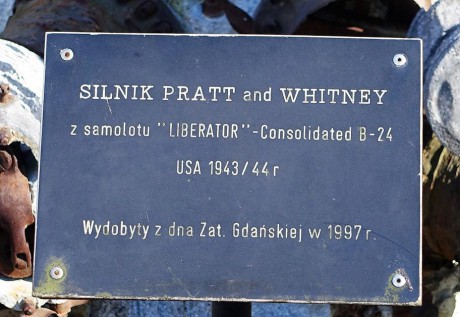 SILNIK PRATT and WHITNEY
z samolotu "LIBERATOR"-Consolidated B-24
USA 1943/44 r
Wydobyty z dna Zat. Gdańskiej w 1997 r.